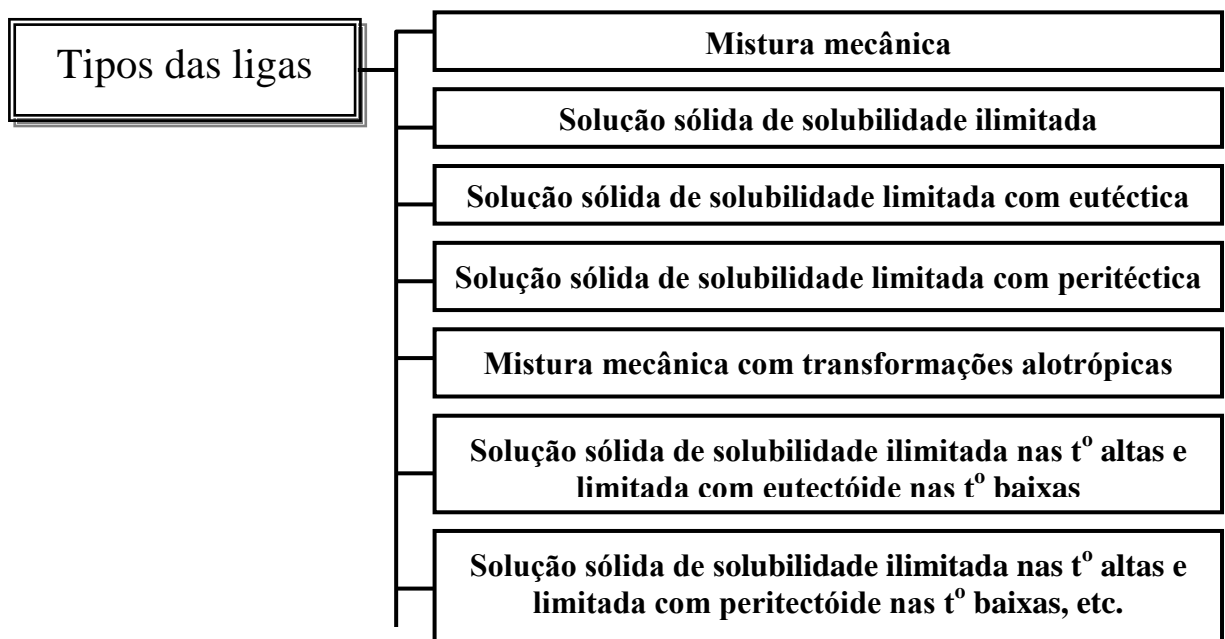 Tipos das ligas
Mistura mecânica
Solução sólida de solubilidade ilimitada
Solução sólida de solubilidade limitada com eutéctica
Solução sólida de solubilidade limitada com peritéctica
Mistura mecânica com transformações alotrópicas
Solução sólida de solubilidade ilimitada nas tº altas e
limitada com eutectóide nas tº baixas
Solução sólida de solubilidade ilimitada nas tº altas e
limitada com peritectóide nas tº baixas, etc.